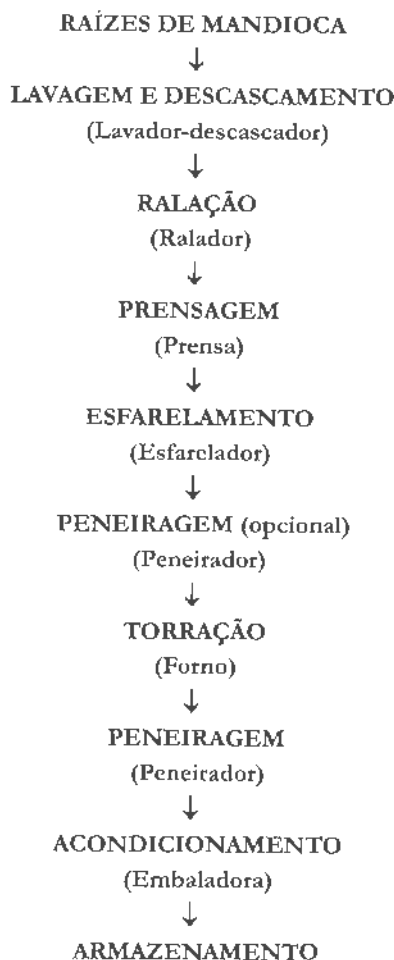 RAÍZES DE MANDIOCA
↓
LAVAGEM E DESCASCAMENTO
(Lavador-descascador)
↓
RALAÇÃO
(Ralador)
↓
PRENSAGEM
(Prensa)
↓
ESFARELAMENTO
(Esfarelador)
↓
PENEIRAGEM (opcional)
(Peneirador)
↓
TORRAÇÃO
(Forno)
↓
PENEIRAGEM
(Peneirador)
↓
ACONDICIONAMENTO
(Embaladora)
↓
ARMAZENAMENTO